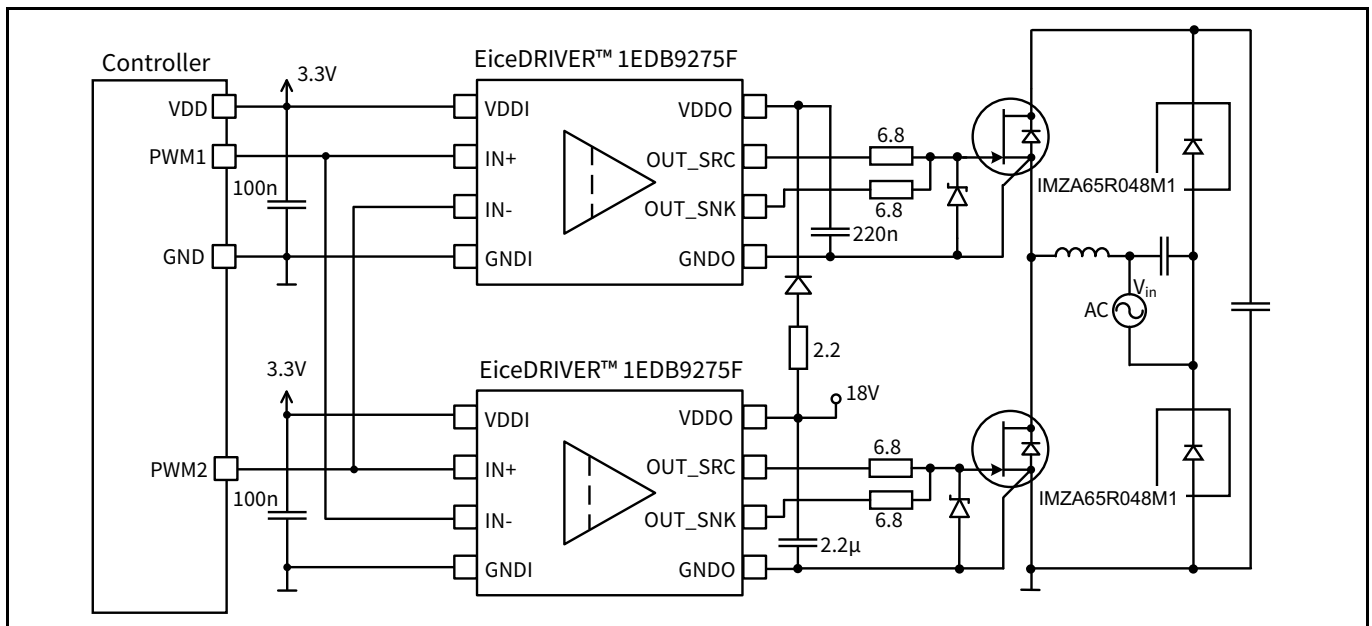 Controller
VDD
PWM1
GND
PWM2
3.3V
100n
EiceDRIVER™ 1EDB9275F
VDDI
IN+
IN-
GNDI
VDDO
OUT_SRC
OUT_SNK
GNDO
6.8
6.8
220n
IMZA65R048M1
Vin
AC
2.2
3.3V
100n
EiceDRIVER™ 1EDB9275F
VDDI
IN+
IN-
GNDI
VDDO
OUT_SRC
OUT_SNK
GNDO
18V
6.8
6.8
2.2µ
IMZA65R048M1